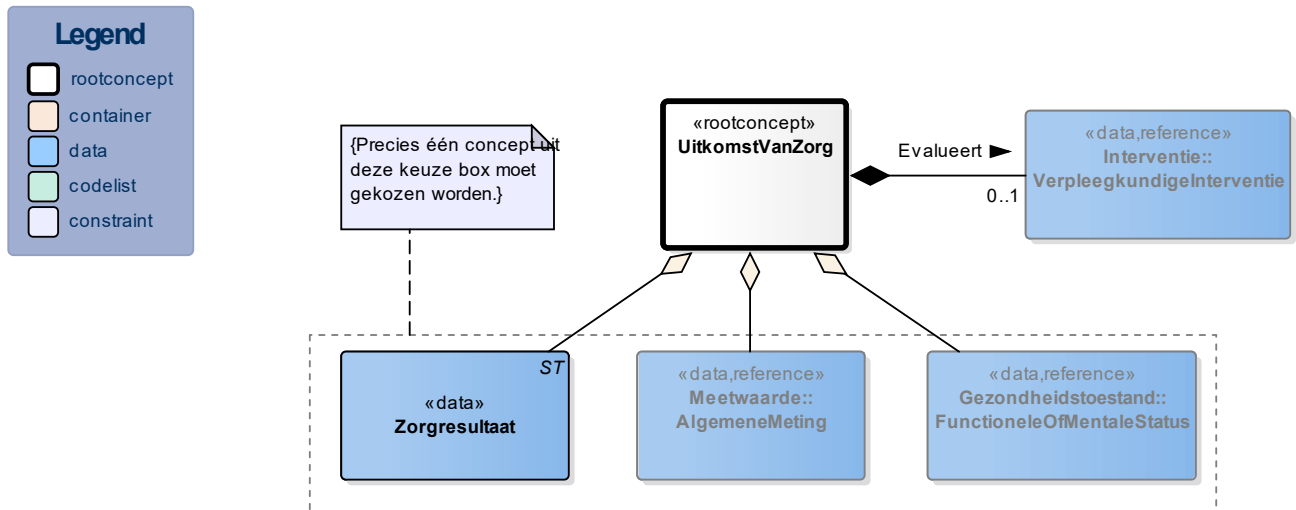 Legend
rootconcept
container
data
codelist
constraint
{Precies één concept uit
deze keuze box moet
gekozen worden.}
«rootconcept»
UitkomstVanZorg
Evalueert
0..1
«data,reference»
Interventie::
VerpleegkundigeInterventie
ST
«data»
Zorgresultaat
«data,reference»
Meetwaarde::
AlgemeneMeting
«data,reference»
Gezondheidstoestand::
FunctioneleOfMentaleStatus